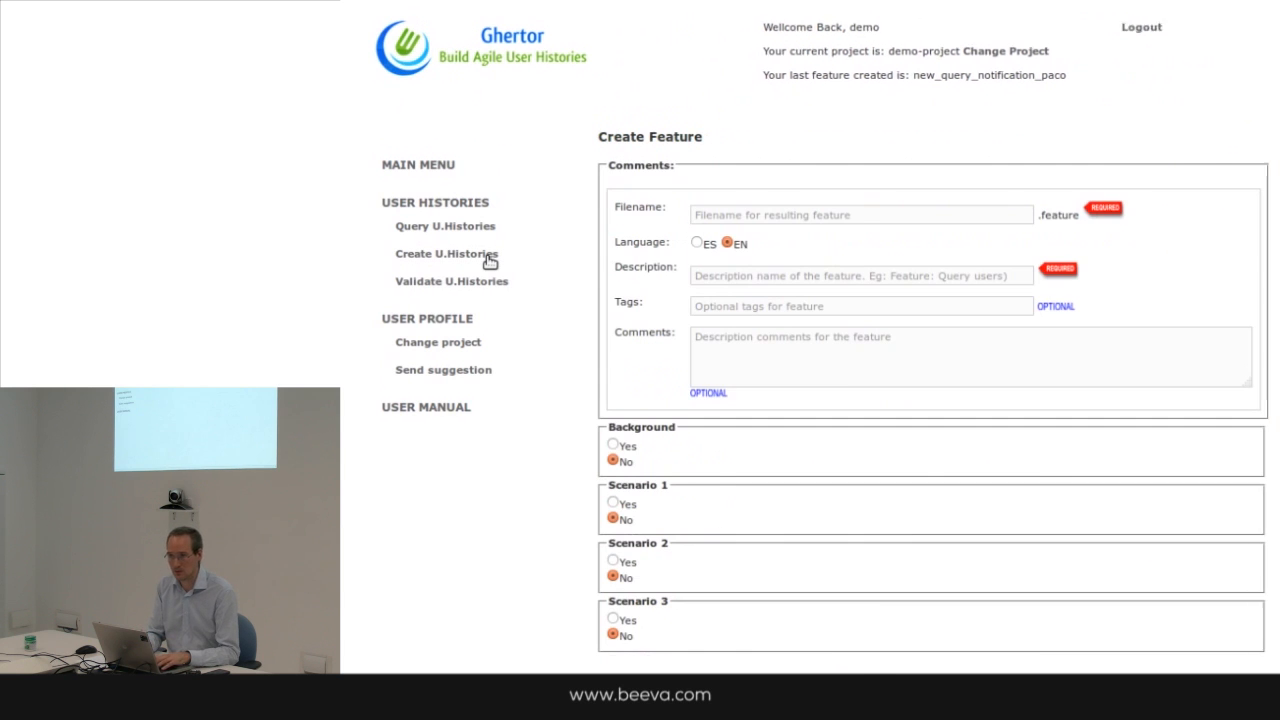 Ghertor
Build Agile User Histories
Wellcome Back, demo
Logout
Your current project is: demo-project Change Project
Your last feature created is: new_query_notification_paco
MAIN MENU
USER HISTORIES
Query U.Histories
Create U.Histories
Validate U.Histories
USER PROFILE
Change project
Send suggestion
USER MANUAL
Create Feature
Comments:
Filename:
Filename for resulting feature
.feature
REQUIRED
Language:
ES
EN
Description:
Description name of the feature. Eg: Feature: Query users)
REQUIRED
Tags:
Optional tags for feature
OPTIONAL
Comments:
Description comments for the feature
OPTIONAL
Background
Yes
No
Scenario 1
Yes
No
Scenario 2
Yes
No
Scenario 3
Yes
No
www.beeva.com